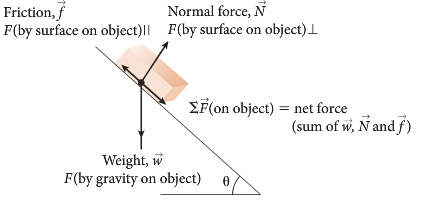 Friction, f⃗
F(by surface on object)||
Normal force, N⃗
F(by surface on object)⊥
ΣF⃗(on object) = net force
(sum of w⃗, N⃗ and f⃗)
Weight, w⃗
F(by gravity on object)
θ